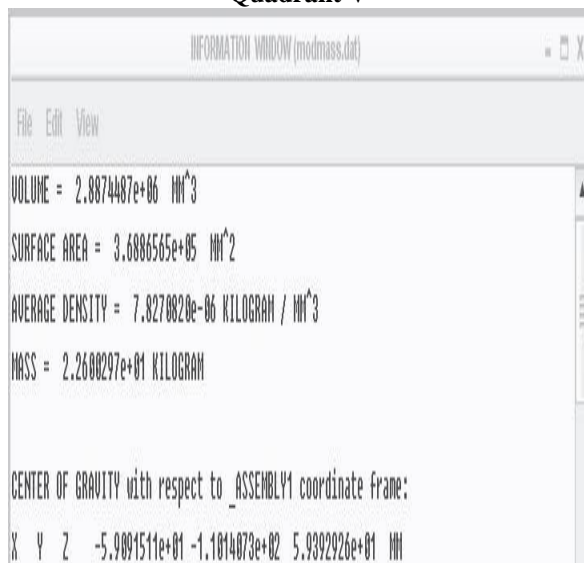 Quadrant
INFORMATION WINDOW (modmass.dat)
File Edit View
VOLUME = 2.8874487e+06 MM^3
SURFACE AREA = 3.6886565e+05 MM^2
AVERAGE DENSITY = 7.8270820e-06 KILOGRAM / MM^3
MASS = 2.2600297e+01 KILOGRAM
CENTER OF GRAVITY with respect to _ASSEMBLY1 coordinate frame:
X Y Z -5.9091511e+01 -1.1014073e+02 5.9392926e+01 MM